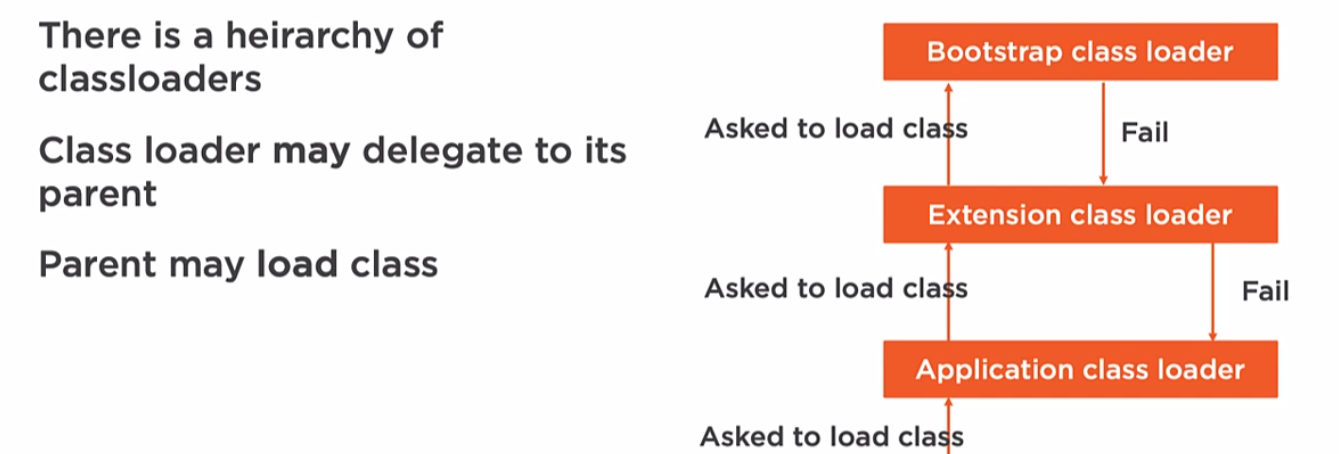 There is a heirarchy of
classloaders
Class loader may delegate to its
parent
Parent may load class
Bootstrap class loader
Asked to load class
Fail
Extension class loader
Asked to load class
Fail
Application class loader
Asked to load class